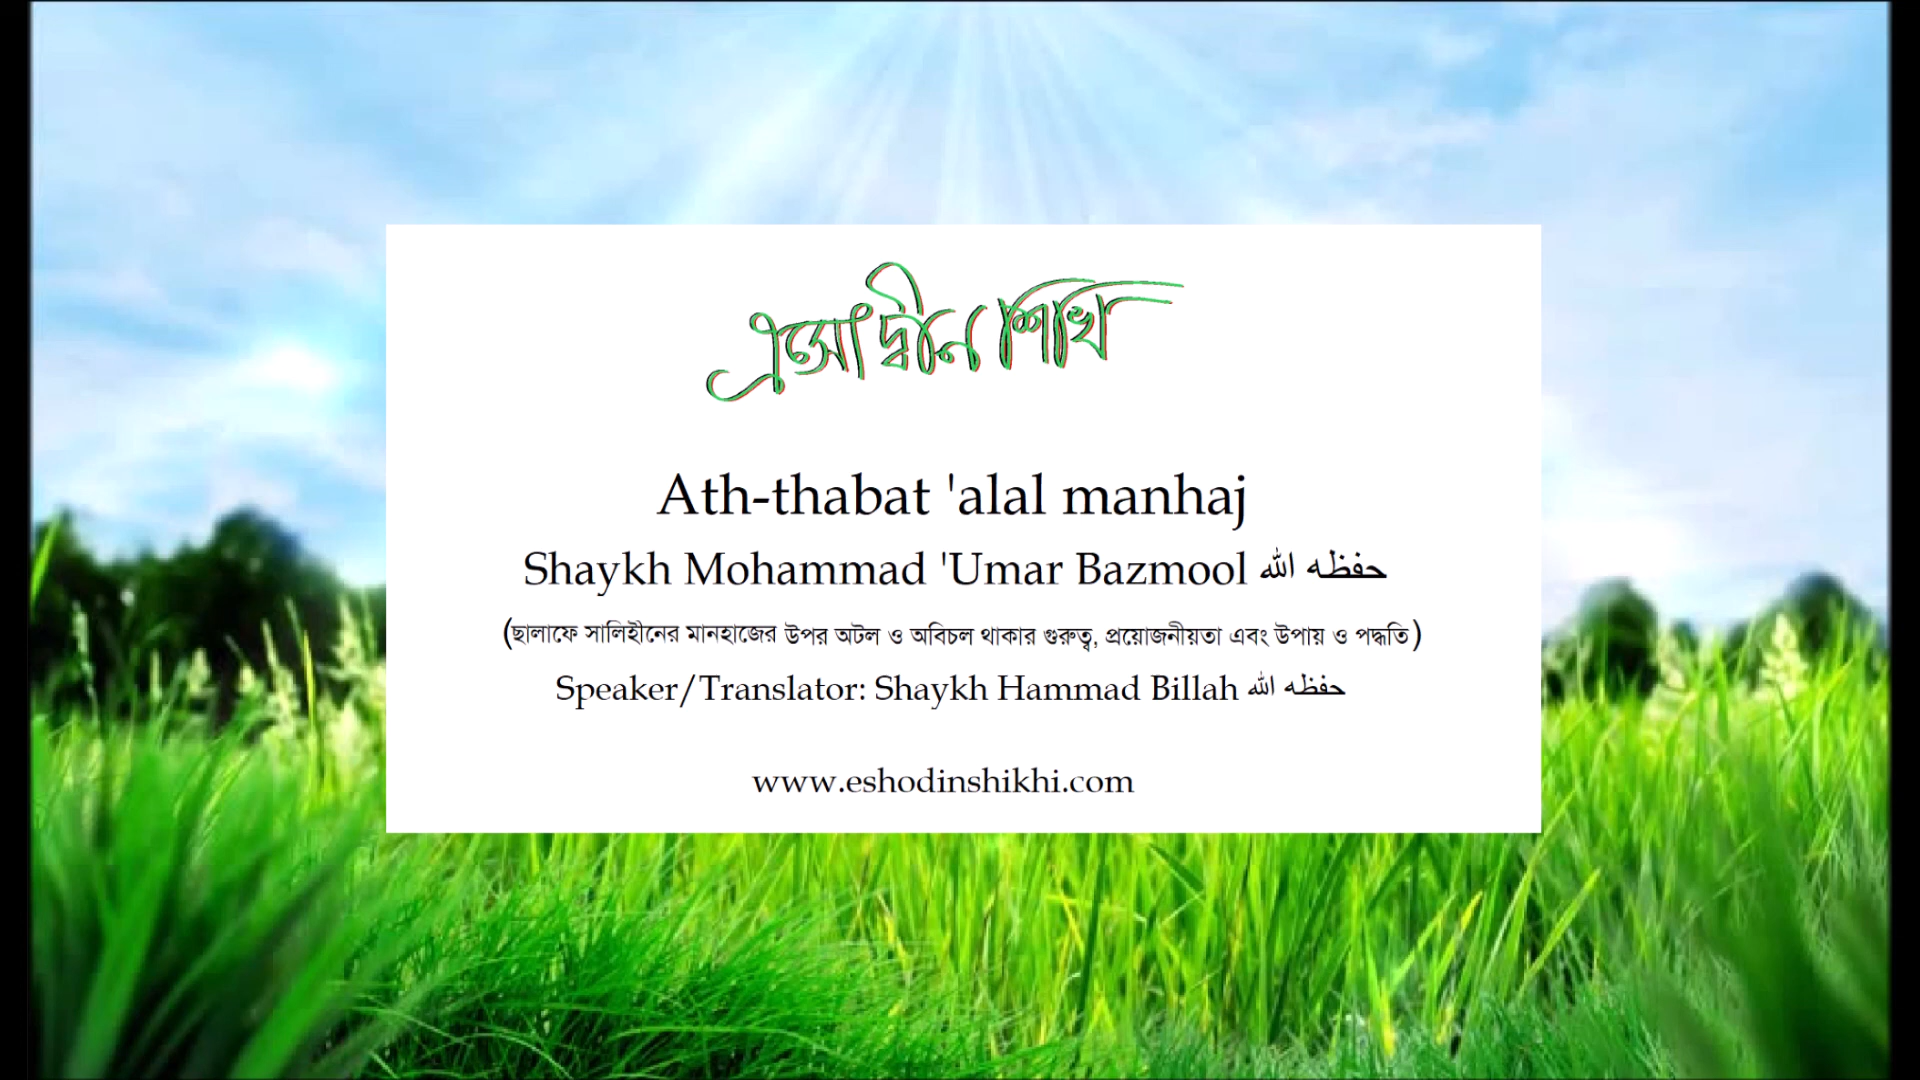 এসো দ্বীন শিখি
Ath-thabat 'alal manhaj
Shaykh Mohammad 'Umar Bazmool حفظه الله
(ছালাফে সালিহীনের মানহাজের উপর অটল ও অবিচল থাকার গুরুত্ব, প্রয়োজনীয়তা এবং উপায় ও পদ্ধতি)
Speaker/Translator: Shaykh Hammad Billah حفظه الله
www.eshodinshikhi.com